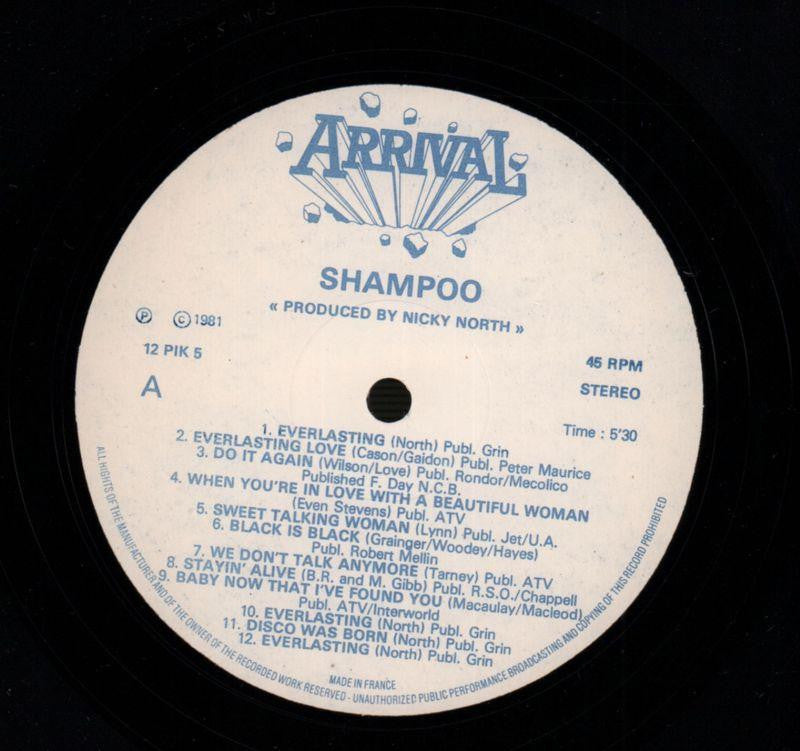 ARRIVAL
SHAMPOO
« PRODUCED BY NICKY NORTH »
Ⓟ © 1981
12 PIK 5
A
45 RPM
STEREO
Time : 5'30
1. EVERLASTING (North) Publ. Grin
2. EVERLASTING LOVE (Cason/Gaidon) Publ. Peter Maurice
3. DO IT AGAIN (Wilson/Love) Publ. Rondor/Mecolico
Published F. Day N.C.B.
4. WHEN YOU'RE IN LOVE WITH A BEAUTIFUL WOMAN
(Even Stevens) Publ. ATV
5. SWEET TALKING WOMAN (Lynn) Publ. Jet/U.A.
6. BLACK IS BLACK (Grainger/Woodey/Hayes)
Publ. Robert Mellin
7. WE DON'T TALK ANYMORE (Tarney) Publ. ATV
8. STAYIN' ALIVE (B.R. and M. Gibb) Publ. R.S.O./Chappell
9. BABY NOW THAT I'VE FOUND YOU (Macaulay/Macleod)
Publ. ATV/Interworld
10. EVERLASTING (North) Publ. Grin
11. DISCO WAS BORN (North) Publ. Grin
12. EVERLASTING (North) Publ. Grin
MADE IN FRANCE
ALL RIGHTS OF THE MANUFACTURER AND OF THE OWNER OF THE RECORDED WORK RESERVED - UNAUTHORIZED PUBLIC PERFORMANCE BROADCASTING AND COPYING OF THIS RECORD PROHIBITED